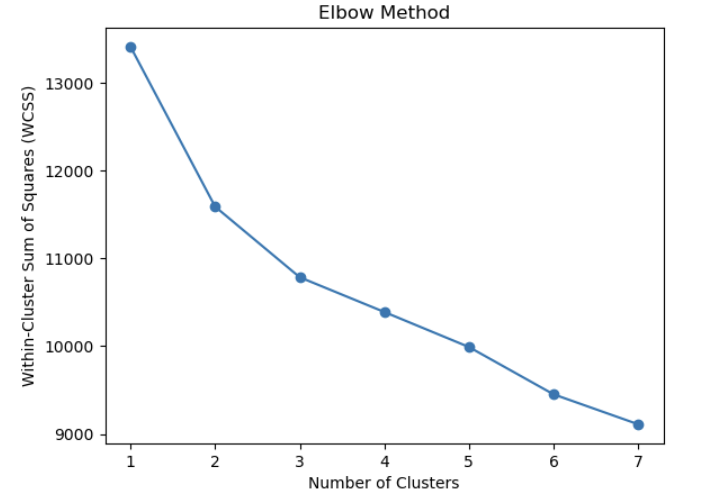 Elbow Method
Within-Cluster Sum of Squares (WCSS)
13000
12000
11000
10000
9000
1 2 3 4 5 6 7
Number of Clusters